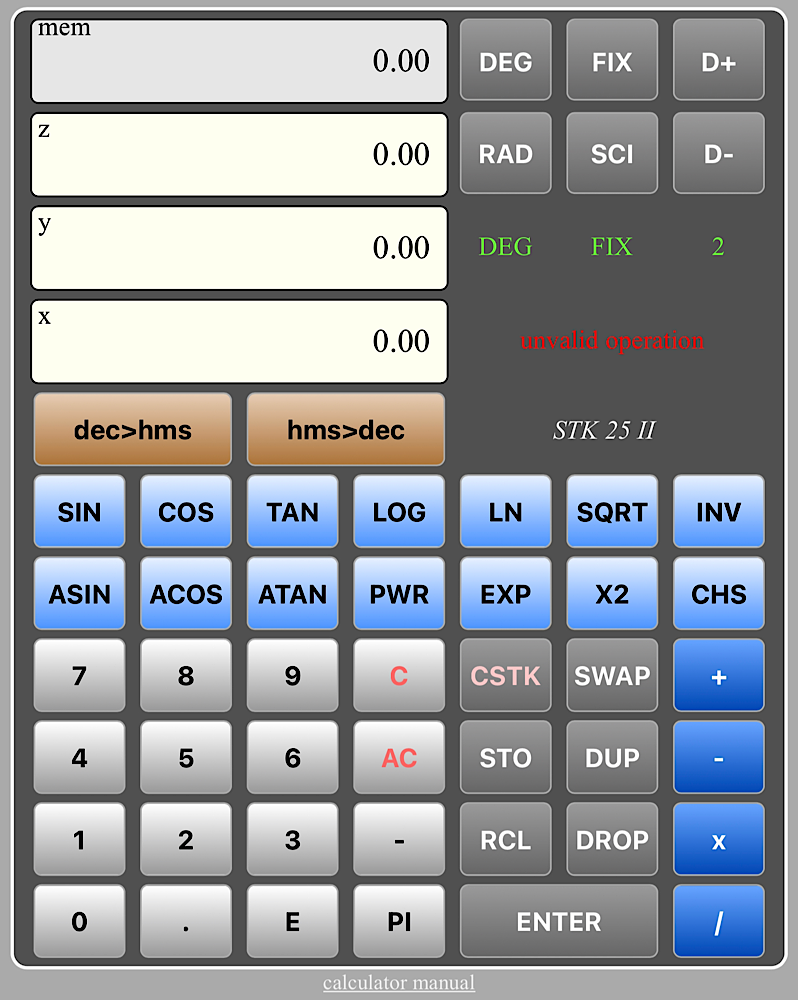 mem
0.00 DEG FIX D+
z
0.00 RAD SCI D-
y
0.00 DEG FIX 2
x
0.00 unvalid operation
dec>hms hms>dec STK 25 II
SIN COS TAN LOG LN SQRT INV
ASIN ACOS ATAN PWR EXP X2 CHS
7 8 9 C CSTK SWAP +
4 5 6 AC STO DUP -
1 2 3 - RCL DROP x
0 . E PI ENTER /
calculator manual